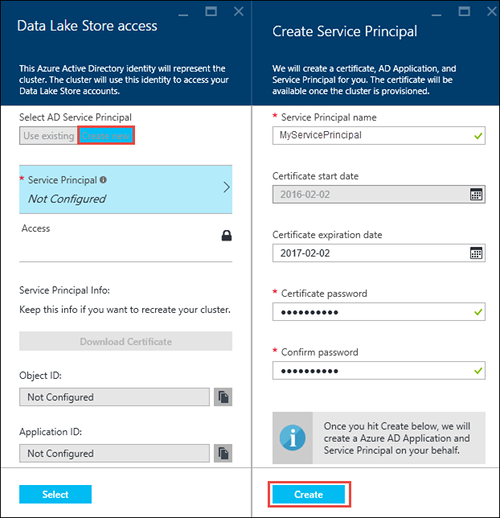 Data Lake Store access
This Azure Active Directory identity will represent the
cluster. The cluster will use this identity to access your
Data Lake Store accounts.
Select AD Service Principal
Use existing Create new
* Service Principal
Not Configured
Access
Service Principal Info:
Keep this info if you want to recreate your cluster.
Download Certificate
Object ID:
Not Configured
Application ID:
Not Configured
Select
Create Service Principal
We will create a certificate, AD Application, and
Service Principal for you. The certificate will be
available once the cluster is provisioned.
* Service Principal name
MyServicePrincipal
Certificate start date
2016-02-02
Certificate expiration date
2017-02-02
* Certificate password
••••••••••
* Confirm password
••••••••••
Once you hit Create below, we will
create a Azure AD Application and
Service Principal on your behalf.
Create